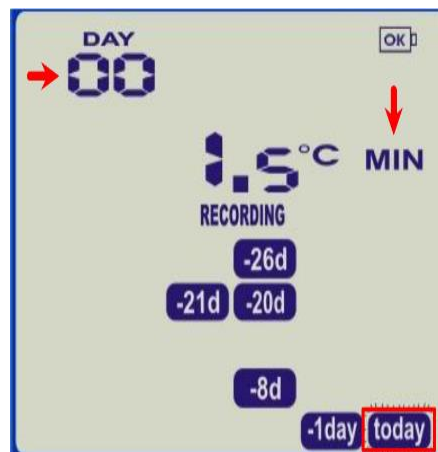 DAY OK
00
1.5°C MIN
RECORDING
-26d
-21d -20d
-8d
-1day today